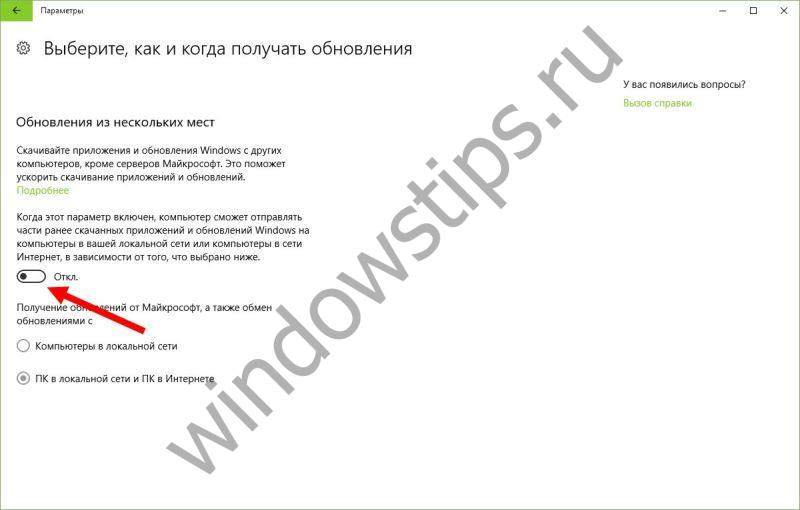 Параметры
Выберите, как и когда получать обновления
У вас появились вопросы?
Вызов справки
Обновления из нескольких мест
Скачивайте приложения и обновления Windows с других
компьютеров, кроме серверов Майкрософт. Это поможет
ускорить скачивание приложений и обновлений.
Подробнее
Когда этот параметр включен, компьютер сможет отправлять
части ранее скачанных приложений и обновлений Windows на
компьютеры в вашей локальной сети или компьютеры в сети
Интернет, в зависимости от того, что выбрано ниже.
Откл.
Получение обновлений от Майкрософт, а также обмен
обновлениями с
Компьютеры в локальной сети
ПК в локальной сети и ПК в Интернете
windowstips.ru